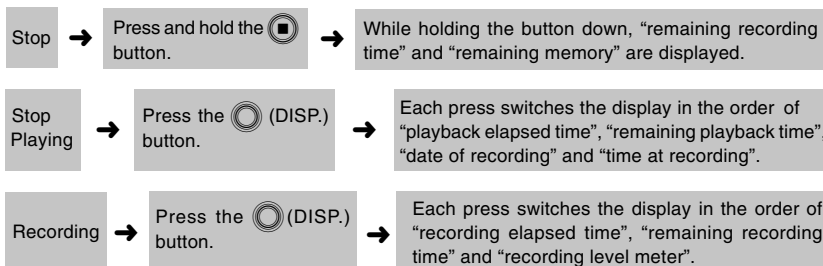 Stop
Press and hold the
button.
While holding the button down, “remaining recording
time” and “remaining memory” are displayed.
Stop
Playing
Press the (DISP.)
button.
Each press switches the display in the order of
“playback elapsed time”, “remaining playback time”,
“date of recording” and “time at recording”.
Recording
Press the (DISP.)
button.
Each press switches the display in the order of
“recording elapsed time”, “remaining recording
time” and “recording level meter”.